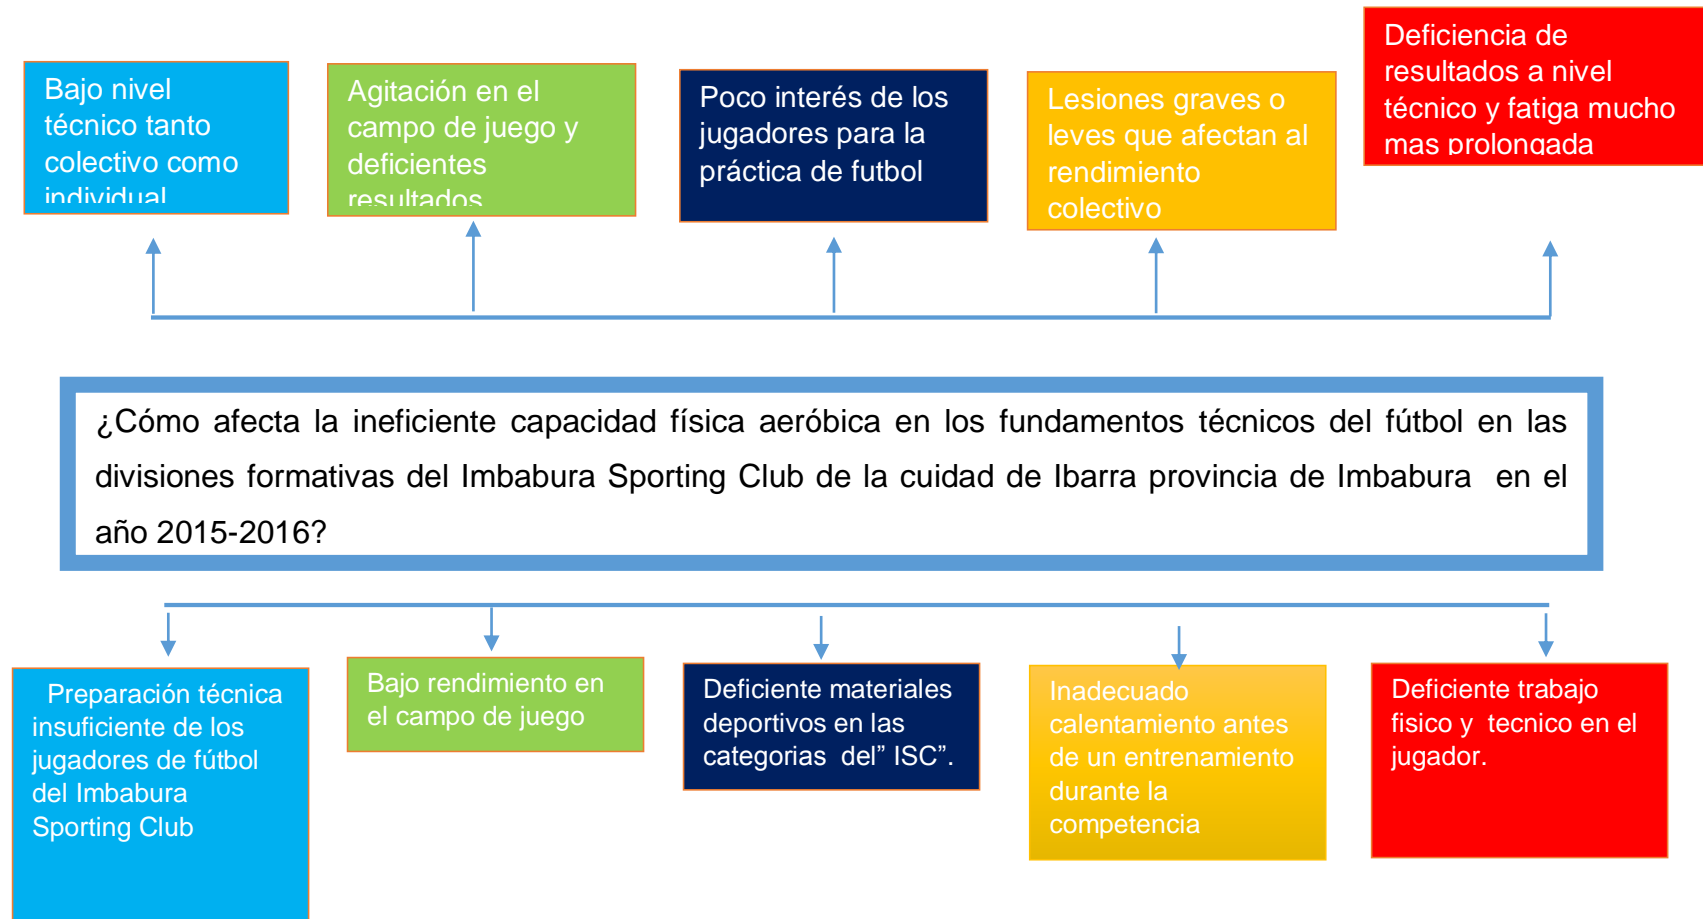 Bajo nivel
técnico tanto
colectivo como
individual
Agitación en el
campo de juego y
deficientes
resultados
Poco interés de los
jugadores para la
práctica de futbol
Lesiones graves o
leves que afectan al
rendimiento
colectivo
Deficiencia de
resultados a nivel
técnico y fatiga mucho
mas prolongada
¿Cómo afecta la ineficiente capacidad física aeróbica en los fundamentos técnicos del fútbol en las
divisiones formativas del Imbabura Sporting Club de la cuidad de Ibarra provincia de Imbabura  en el
año 2015-2016?
Preparación técnica
insuficiente de los
jugadores de fútbol
del Imbabura
Sporting Club
Bajo rendimiento en
el campo de juego
Deficiente materiales
deportivos en las
categorias  del” ISC”.
Inadecuado
calentamiento antes
de un entrenamiento
durante la
competencia
Deficiente trabajo
fisico y  tecnico en el
jugador.